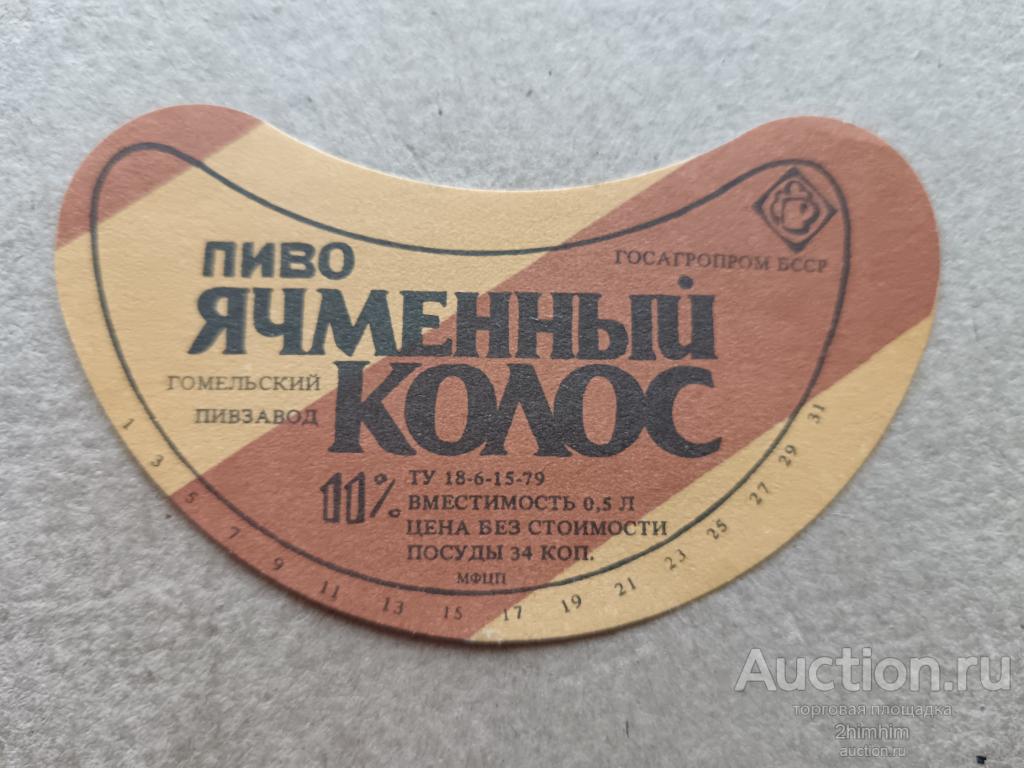 ПИВО
ГОСАГРОПРОМ БССР
ЯЧМЕННЫЙ
КОЛОС
ГОМЕЛЬСКИЙ
ПИВЗАВОД
11% ТУ 18-6-15-79
ВМЕСТИМОСТЬ 0,5 Л
ЦЕНА БЕЗ СТОИМОСТИ
ПОСУДЫ 34 КОП.
МФЦП
1 3 5 7 9 11 13 15 17 19 21 23 25 27 29 31
Auction.ru
торговая площадка
2himhim
auction.ru